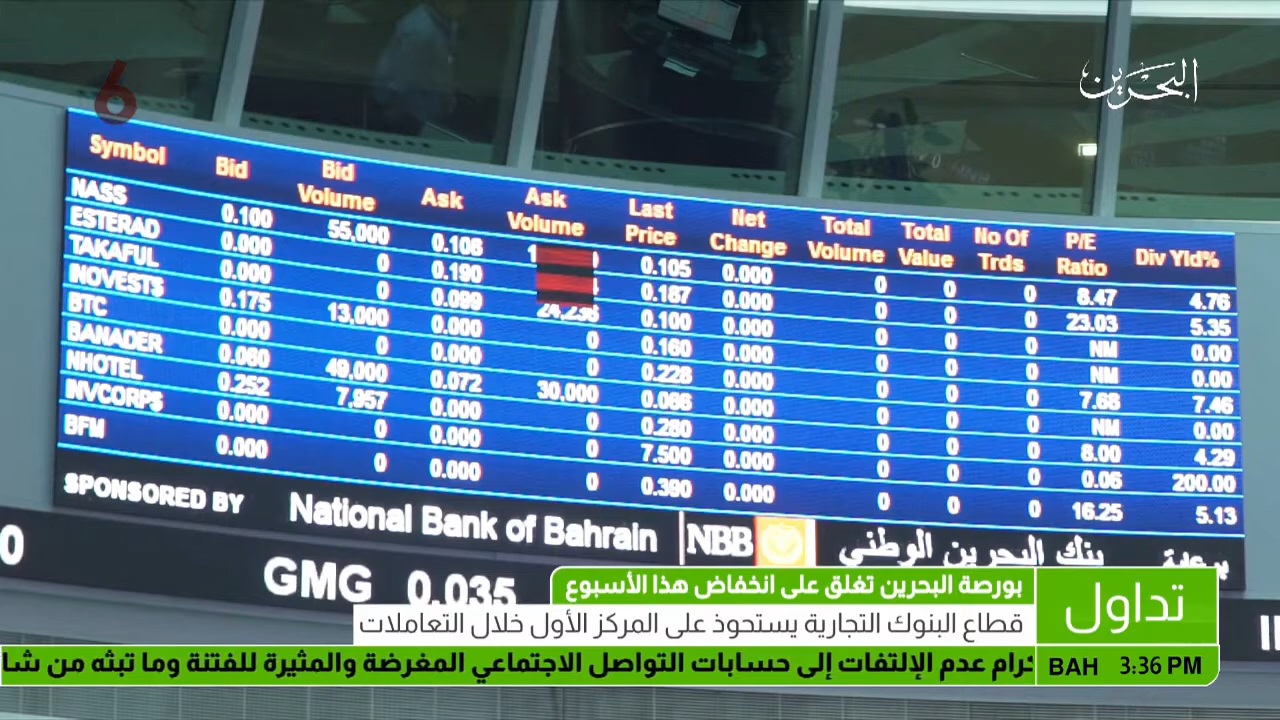 البحرين
6
Symbol Bid Bid Volume Ask Ask Volume Last Price Net Change Total Volume Total Value No Of Trds P/E Ratio Div Yld%
NASS 0.100 55,000 0.106 0.105 0.000 0 0 0 8.47 4.76
ESTERAD 0.000 0 0.190 0.187 0.000 0 0 0 23.03 5.35
TAKAFUL 0.000 0 0.099 0.100 0.000 0 0 0 NM 0.00
INOVEST$ 0.175 13,000 0.000 0 0.160 0.000 0 0 0 NM 0.00
BTC 0.000 0 0.000 0 0.228 0.000 0 0 0 7.68 7.46
BANADER 0.060 49,000 0.072 30,000 0.066 0.000 0 0 0 NM 0.00
NHOTEL 0.252 7,957 0.000 0 0.280 0.000 0 0 0 8.00 4.29
INVCORP$ 0.000 0 0.000 0 7.500 0.000 0 0 0 0.06 200.00
BFM 0.000 0 0.000 0 0.390 0.000 0 0 0 16.25 5.13
SPONSORED BY National Bank of Bahrain NBB بنك البحرين الوطني برعاية
0 GMG 0.035
تداول
بورصة البحرين تغلق على انخفاض هذا الأسبوع
قطاع البنوك التجارية يستحوذ على المركز الأول خلال التعاملات
BAH 3:36 PM
كرام عدم الإلتفات إلى حسابات التواصل الاجتماعي المغرضة والمثيرة للفتنة وما تبثه من شا